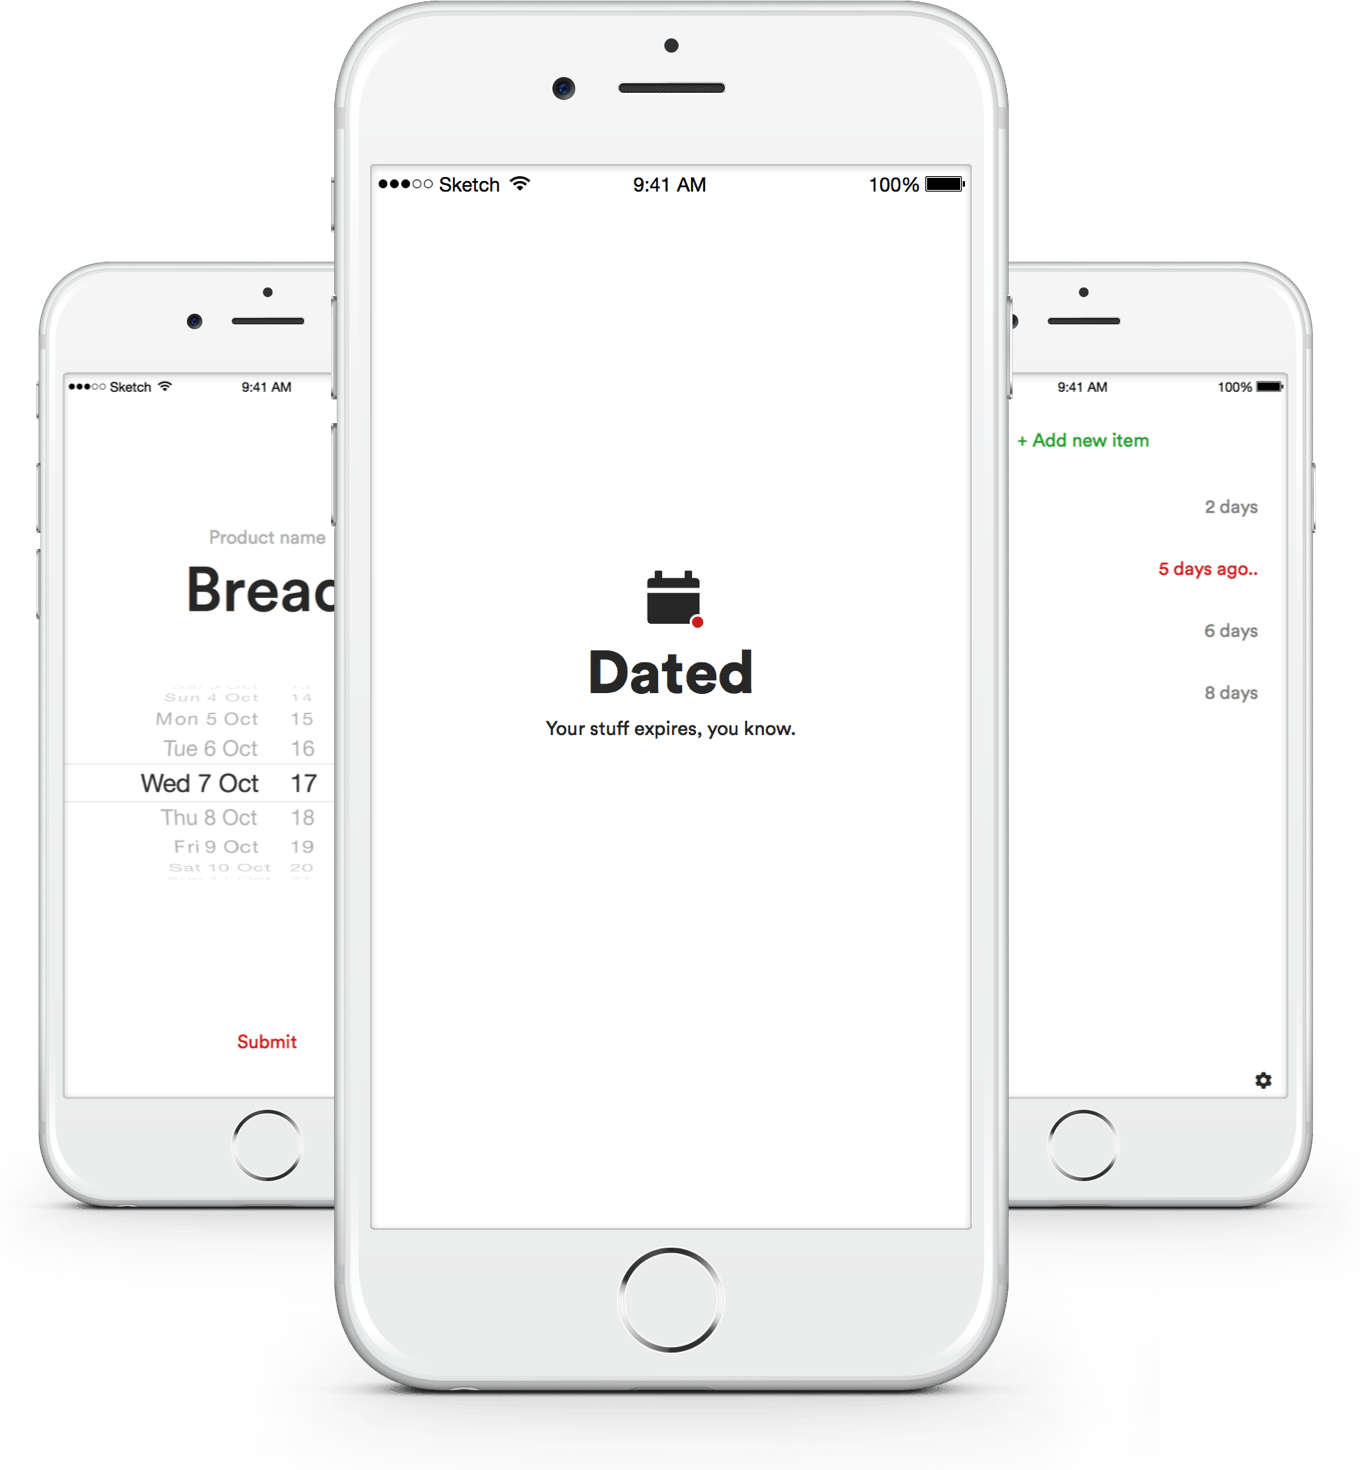 Sketch 9:41 AM 100%
Dated
Your stuff expires, you know.
Sketch 9:41 AM
Product name
Breac
Sun 4 Oct 14
Mon 5 Oct 15
Tue 6 Oct 16
Wed 7 Oct 17
Thu 8 Oct 18
Fri 9 Oct 19
Sat 10 Oct 20
Submit
9:41 AM 100%
+ Add new item
2 days
5 days ago..
6 days
8 days